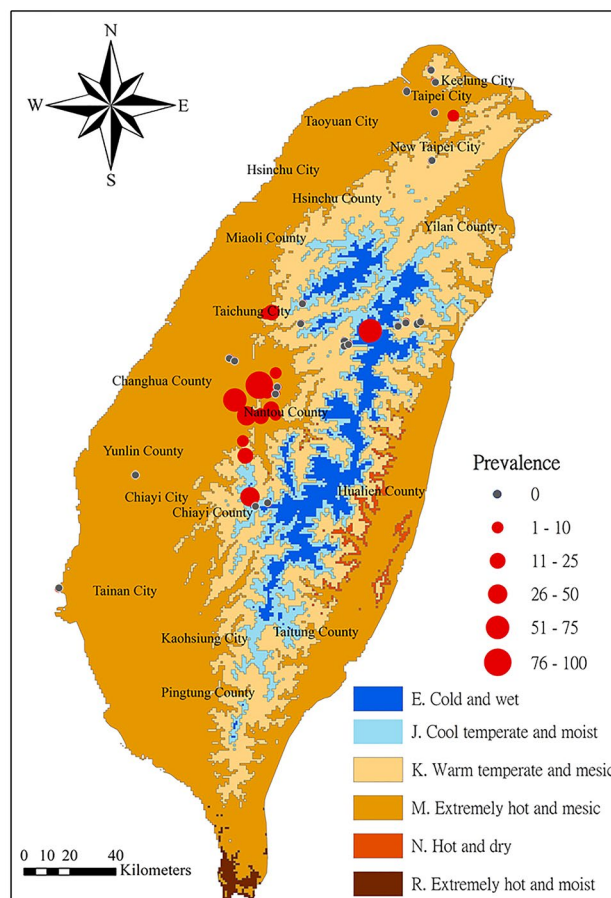 N
W
E
S
Keelung City
Taipei City
Taoyuan City
New Taipei City
Hsinchu City
Hsinchu County
Yilan County
Miaoli County
Taichung City
Changhua County
Nantou County
Yunlin County
Hualien County
Chiayi City
Chiayi County
Tainan City
Kaohsiung City
Taitung County
Pingtung County
Prevalence
0
1 - 10
11 - 25
26 - 50
51 - 75
76 - 100
E. Cold and wet
J. Cool temperate and moist
K. Warm temperate and mesic
M. Extremely hot and mesic
N. Hot and dry
R. Extremely hot and moist
0 10 20 40
Kilometers